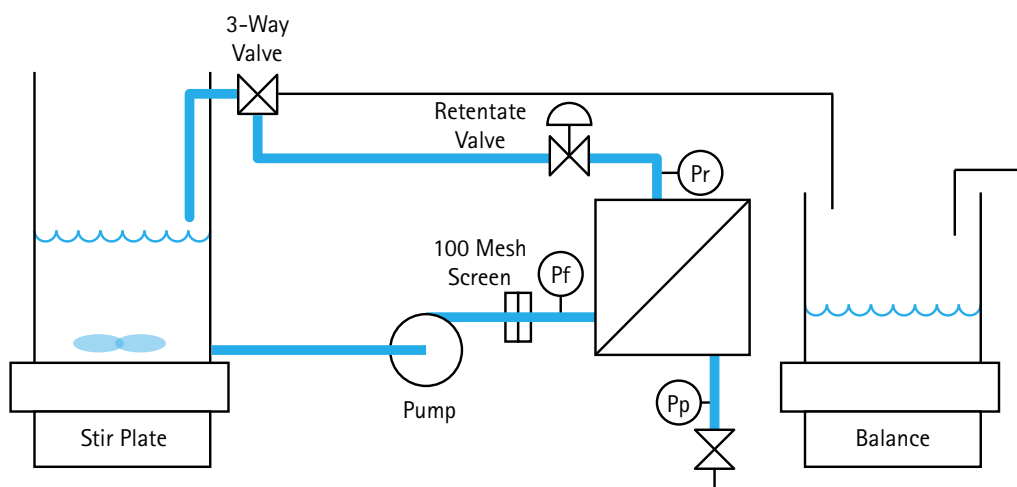 3-Way
Valve
Retentate
Valve
Pr
100 Mesh
Screen
Pf
Pump
Pp
Stir Plate
Balance